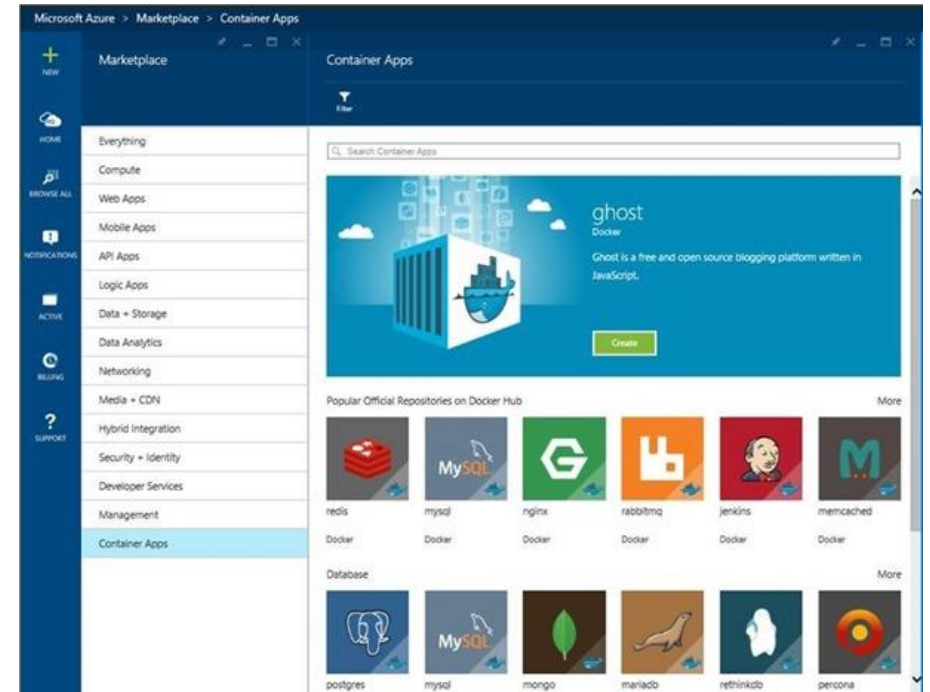 Microsoft Azure > Marketplace > Container Apps
NEW
HOME
BROWSE ALL
NOTIFICATIONS
ACTIVE
BILLING
SUPPORT
Marketplace
Everything
Compute
Web Apps
Mobile Apps
API Apps
Logic Apps
Data + Storage
Data Analytics
Networking
Media + CDN
Hybrid Integration
Security + Identity
Developer Services
Management
Container Apps
Container Apps
Filter
Search Container Apps
ghost
Docker
Ghost is a free and open source blogging platform written in
JavaScript.
Create
Popular Official Repositories on Docker Hub More
MySQL
redis mysql nginx rabbitmq jenkins memcached
Docker Docker Docker Docker Docker Docker
Database More
MySQL
postgres mysql mongo mariadb rethinkdb percona